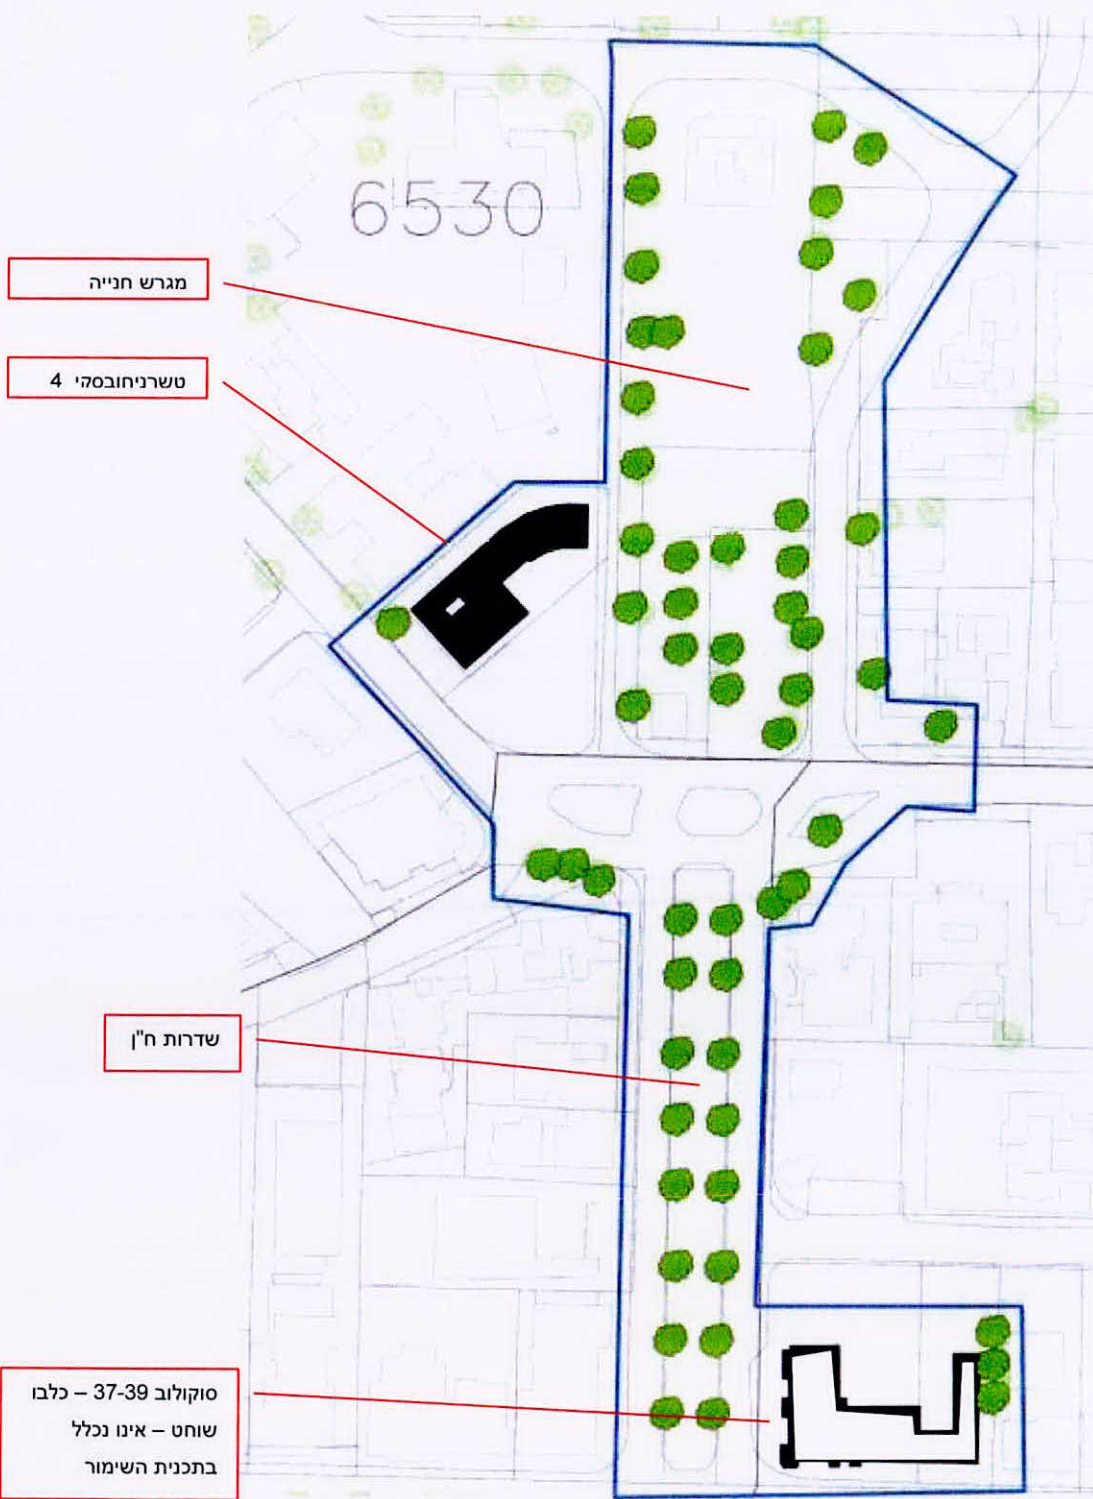 6530
מגרש חנייה
טשרניחובסקי 4
שדרות ח"ן
סוקולוב 37-39 – כלבו
שוחט – אינו נכלל
בתכנית השימור